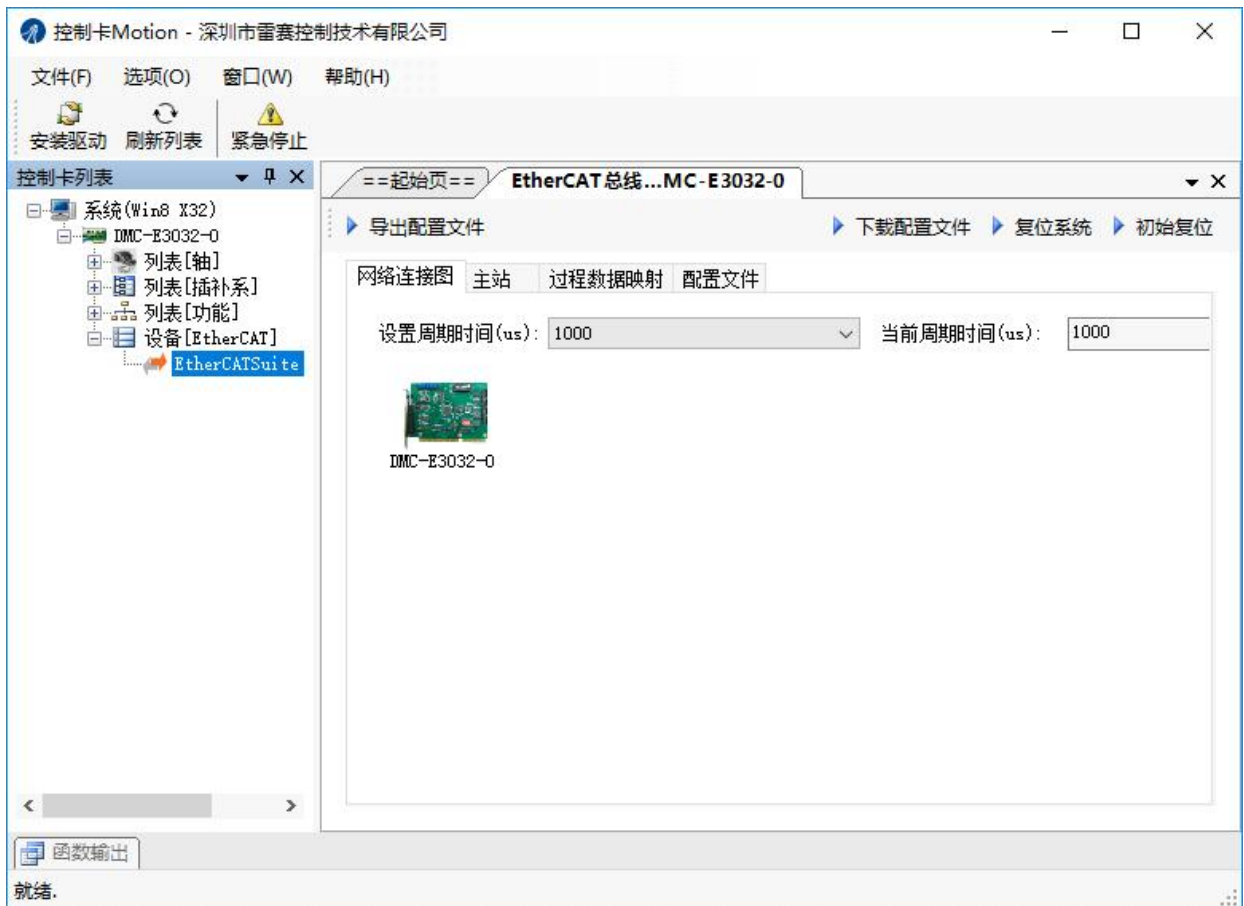 控制卡Motion - 深圳市雷赛控制技术有限公司
文件(F) 选项(O) 窗口(W) 帮助(H)
安装驱动 刷新列表 紧急停止
控制卡列表
==起始页== EtherCAT总线...MC-E3032-0
系统(Win8 X32)
DMC-E3032-0
列表[轴]
列表[插补系]
列表[功能]
设备[EtherCAT]
EtherCATSuite
导出配置文件 下载配置文件 复位系统 初始复位
网络连接图 主站 过程数据映射 配置文件
设置周期时间(us): 1000 当前周期时间(us): 1000
DMC-E3032-0
函数输出
就绪.